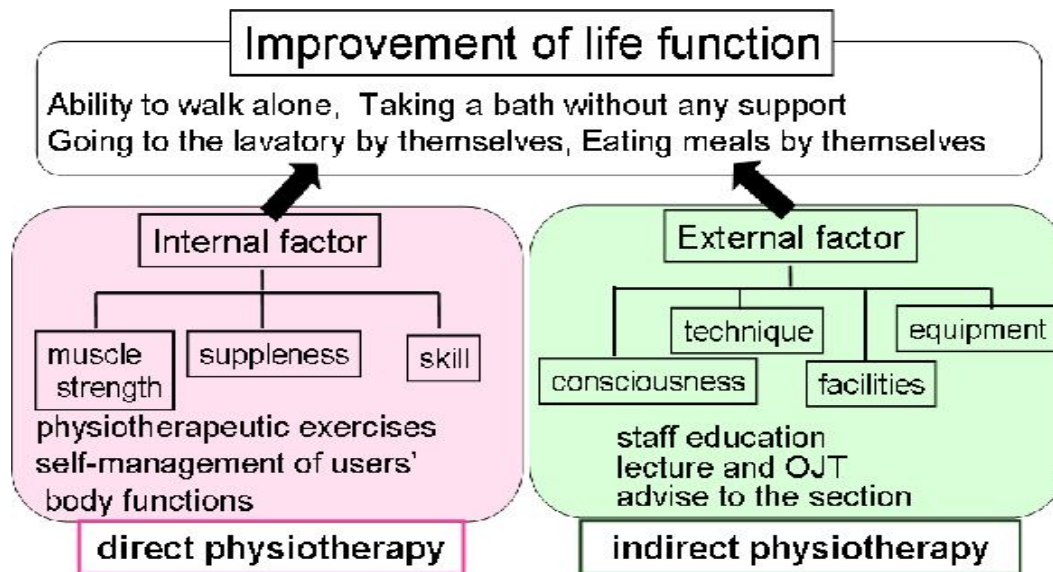 Improvement of life function
Ability to walk alone, Taking a bath without any support
Going to the lavatory by themselves, Eating meals by themselves
Internal factor
muscle
strength
suppleness
skill
physiotherapeutic exercises
self-management of users'
body functions
direct physiotherapy
External factor
consciousness
technique
facilities
equipment
staff education
lecture and OJT
advise to the section
indirect physiotherapy